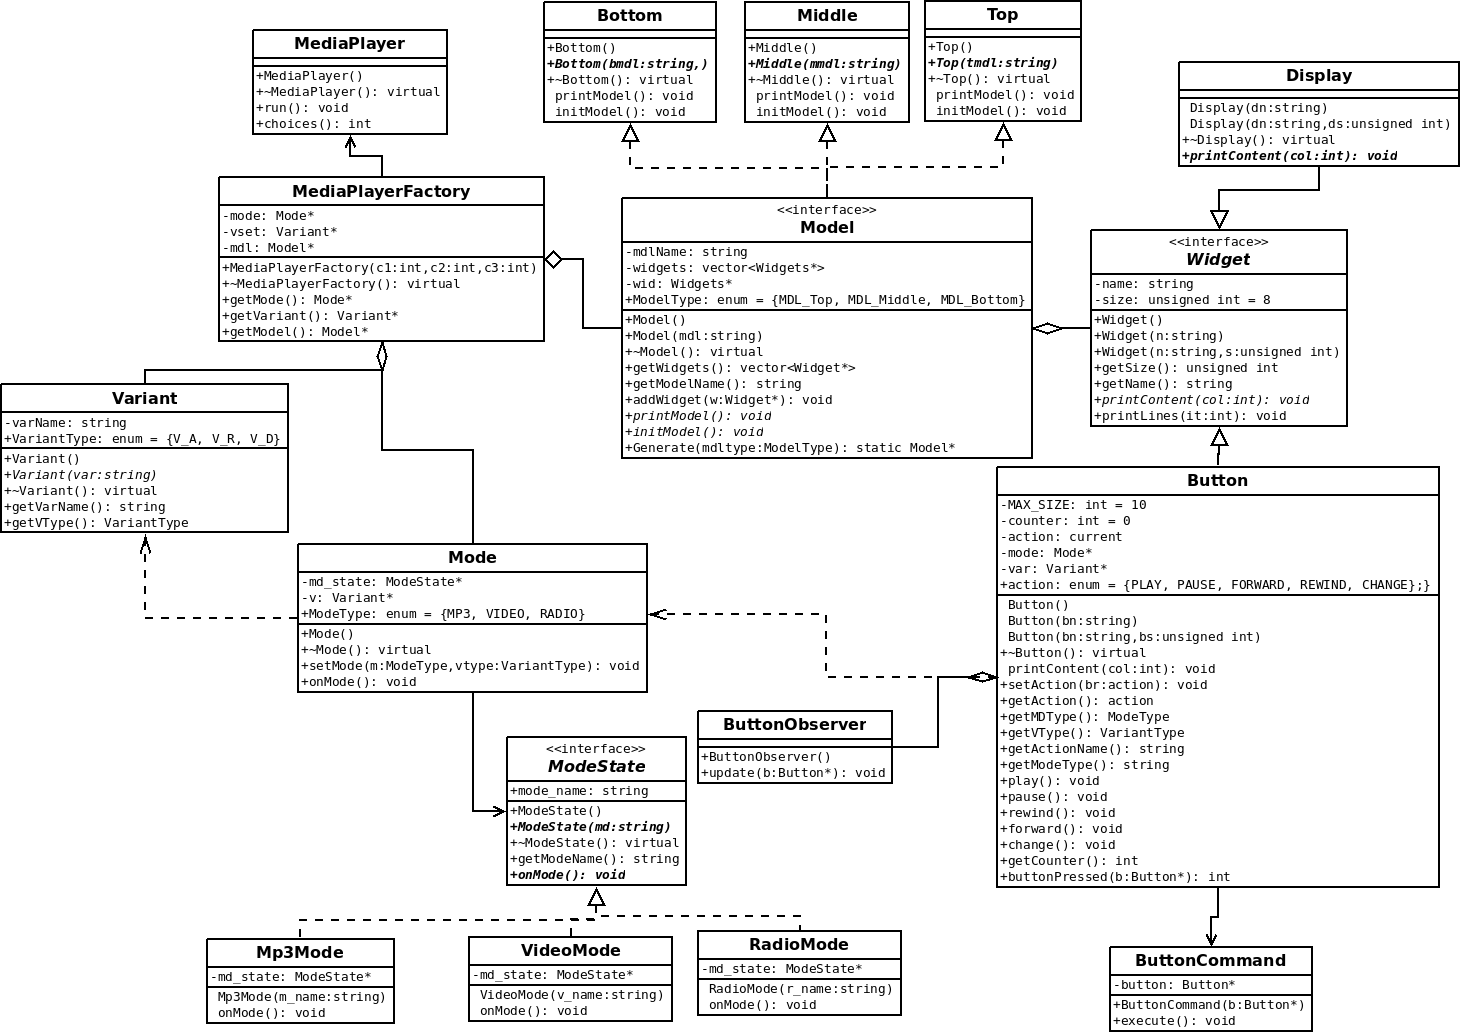 Bottom
+Bottom()
+Bottom(bmdl:string,)
+~Bottom(): virtual
printModel(): void
initModel(): void
Middle
+Middle()
+Middle(mmdl:string)
+~Middle(): virtual
printModel(): void
initModel(): void
Top
+Top()
+Top(tmdl:string)
+~Top(): virtual
printModel(): void
initModel(): void
MediaPlayer
+MediaPlayer()
+~MediaPlayer(): virtual
+run(): void
+choices(): int
Display
Display(dn:string)
Display(dn:string,ds:unsigned int)
+~Display(): virtual
+printContent(col:int): void
MediaPlayerFactory
-mode: Mode*
-vset: Variant*
-mdl: Model*
+MediaPlayerFactory(c1:int,c2:int,c3:int)
+~MediaPlayerFactory(): virtual
+getMode(): Mode*
+getVariant(): Variant*
+getModel(): Model*
<<interface>>
Model
-mdlName: string
-widgets: vector<Widgets*>
-wid: Widgets*
+ModelType: enum = {MDL_Top, MDL_Middle, MDL_Bottom}
+Model()
+Model(mdl:string)
+~Model(): virtual
+getWidgets(): vector<Widget*>
+getModelName(): string
+addWidget(w:Widget*): void
+printModel(): void
+initModel(): void
+Generate(mdltype:ModelType): static Model*
<<interface>>
Widget
-name: string
-size: unsigned int = 8
+Widget()
+Widget(n:string)
+Widget(n:string,s:unsigned int)
+getSize(): unsigned int
+getName(): string
+printContent(col:int): void
+printLines(it:int): void
Variant
-varName: string
+VariantType: enum = {V_A, V_R, V_D}
+Variant()
+Variant(var:string)
+~Variant(): virtual
+getVarName(): string
+getVType(): VariantType
Button
-MAX_SIZE: int = 10
-counter: int = 0
-action: current
-mode: Mode*
-var: Variant*
+action: enum = {PLAY, PAUSE, FORWARD, REWIND, CHANGE};}
Button()
Button(bn:string)
Button(bn:string,bs:unsigned int)
+~Button(): virtual
printContent(col:int): void
+setAction(br:action): void
+getAction(): action
+getMDType(): ModeType
+getVType(): VariantType
+getActionName(): string
+getModeType(): string
+play(): void
+pause(): void
+rewind(): void
+forward(): void
+change(): void
+getCounter(): int
+buttonPressed(b:Button*): int
Mode
-md_state: ModeState*
-v: Variant*
+ModeType: enum = {MP3, VIDEO, RADIO}
+Mode()
+~Mode(): virtual
+setMode(m:ModeType,vtype:VariantType): void
+onMode(): void
ButtonObserver
+ButtonObserver()
+update(b:Button*): void
<<interface>>
ModeState
+mode_name: string
+ModeState()
+ModeState(md:string)
+~ModeState(): virtual
+getModeName(): string
+onMode(): void
Mp3Mode
-md_state: ModeState*
Mp3Mode(m_name:string)
onMode(): void
VideoMode
-md_state: ModeState*
VideoMode(v_name:string)
onMode(): void
RadioMode
-md_state: ModeState*
RadioMode(r_name:string)
onMode(): void
ButtonCommand
-button: Button*
+ButtonCommand(b:Button*)
+execute(): void